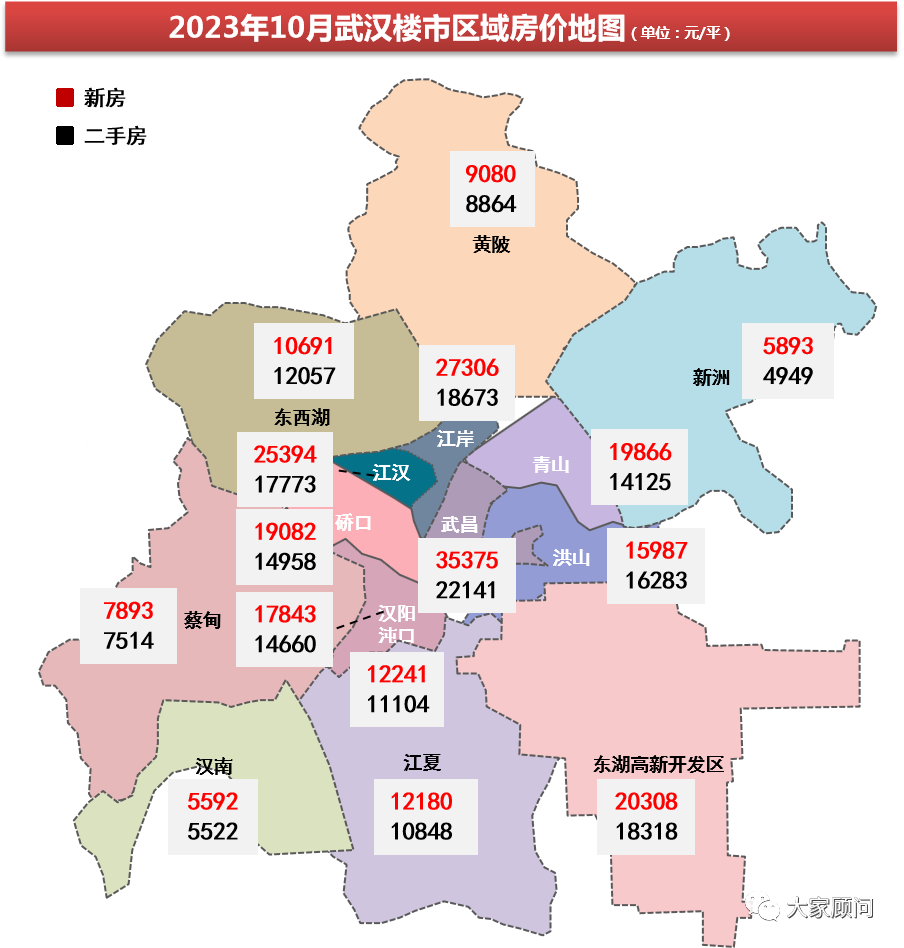 2023年10月武汉楼市区域房价地图(单位：元/平)
新房
二手房
9080
8864
黄陂
10691
12057
东西湖
27306
18673
江岸
5893
4949
新洲
25394
17773
江汉
青山
19866
14125
19082
14958
硚口
武昌
35375
22141
洪山
15987
16283
7893
7514
蔡甸
17843
14660
汉阳
沌口
12241
11104
汉南
5592
5522
江夏
12180
10848
东湖高新开发区
20308
18318
大家顾问